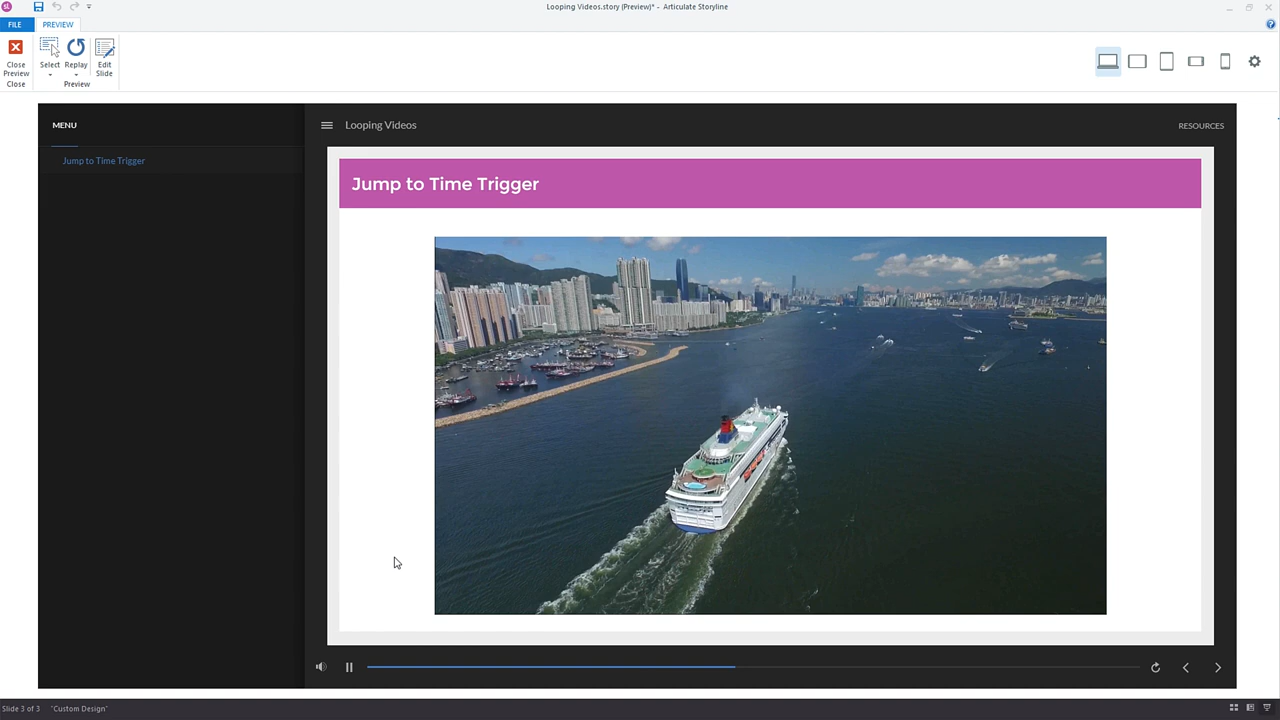 Looping Videos.story (Preview)* - Articulate Storyline
FILE
PREVIEW
Close Preview
Select
Replay
Edit Slide
Close
Preview
MENU
Looping Videos
RESOURCES
Jump to Time Trigger
Jump to Time Trigger
Slide 3 of 3
"Custom Design"